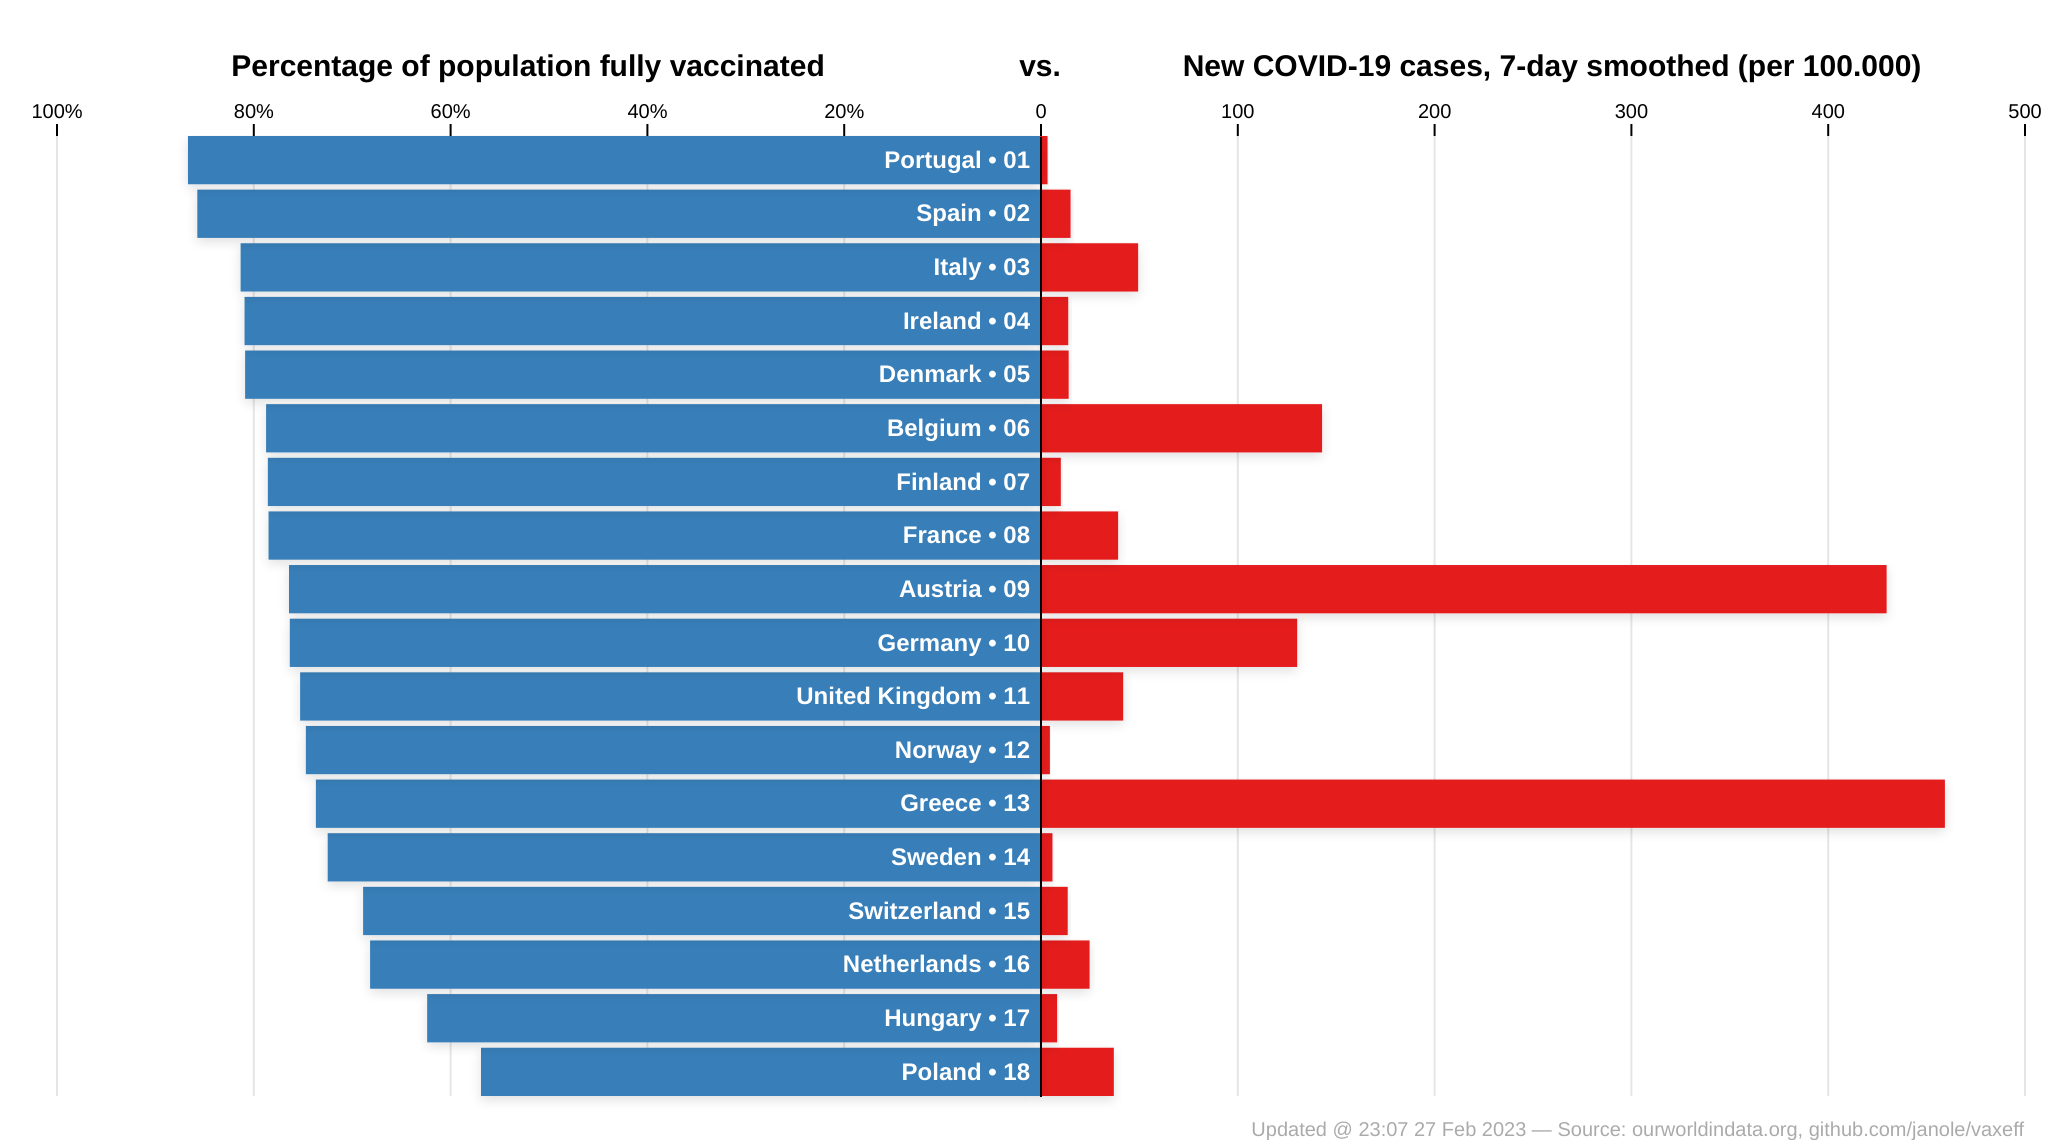 Percentage of population fully vaccinated vs. New COVID-19 cases, 7-day smoothed (per 100.000)
100% 80% 60% 40% 20% 0 100 200 300 400 500
Portugal • 01
Spain • 02
Italy • 03
Ireland • 04
Denmark • 05
Belgium • 06
Finland • 07
France • 08
Austria • 09
Germany • 10
United Kingdom • 11
Norway • 12
Greece • 13
Sweden • 14
Switzerland • 15
Netherlands • 16
Hungary • 17
Poland • 18
Updated @ 23:07 27 Feb 2023 — Source: ourworldindata.org, github.com/janole/vaxeff